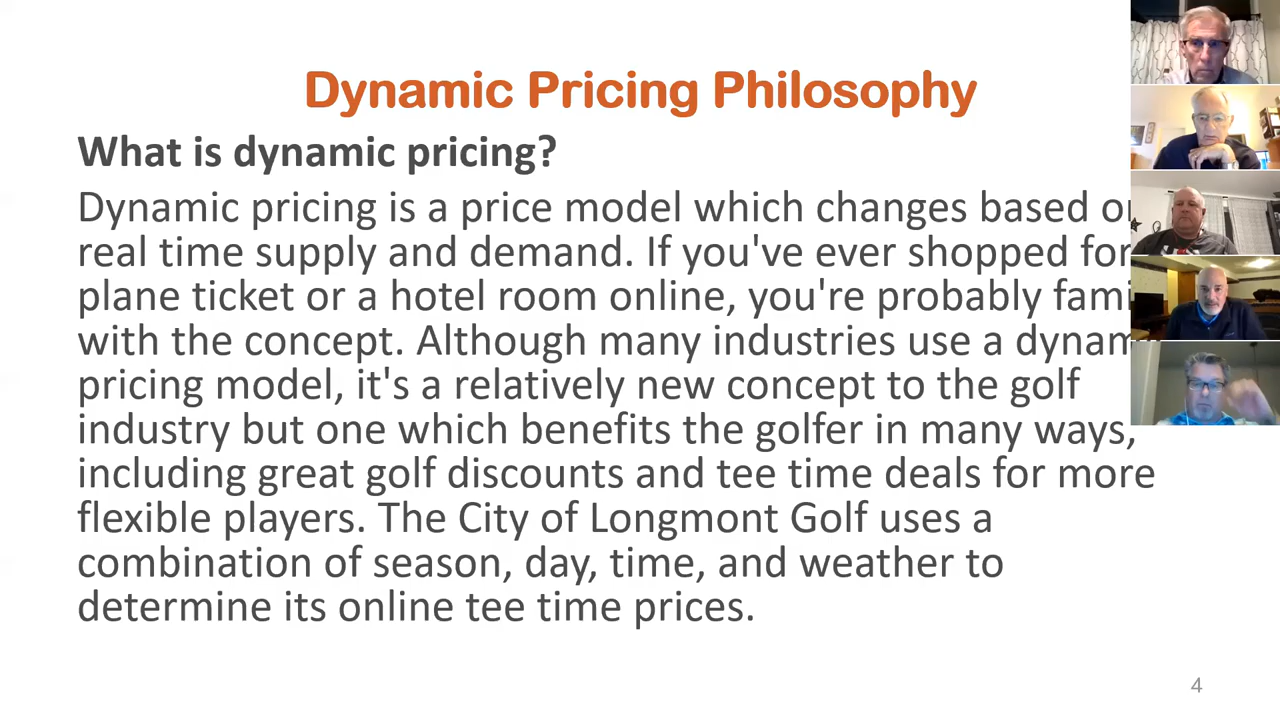 Dynamic Pricing Philosophy
What is dynamic pricing?
Dynamic pricing is a price model which changes based
real time supply and demand. If you've ever shopped for
plane ticket or a hotel room online, you're probably
with the concept. Although many industries use a
pricing model, it's a relatively new concept to the golf
industry but one which benefits the golfer in many ways,
including great golf discounts and tee time deals for more
flexible players. The City of Longmont Golf uses a
combination of season, day, time, and weather to
determine its online tee time prices.
4